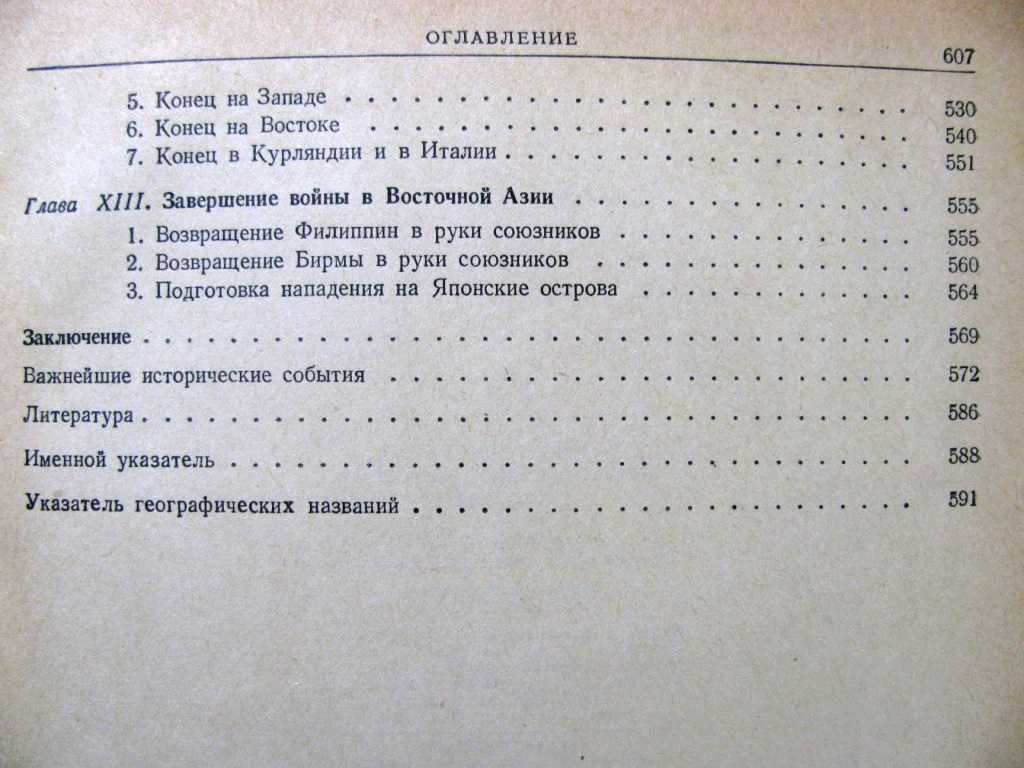 ОГЛАВЛЕНИЕ 607
5. Конец на Западе . . . . . . . . . . . . . . . . . . 530
6. Конец на Востоке . . . . . . . . . . . . . . . . . 540
7. Конец в Курляндии и в Италии . . . . . . . . . . . . . 551
Глава XIII. Завершение войны в Восточной Азии . . . . . . . . . . . 555
1. Возвращение Филиппин в руки союзников . . . . . . . . . 555
2. Возвращение Бирмы в руки союзников . . . . . . . . . . 560
3. Подготовка нападения на Японские острова . . . . . . . . . 564
Заключение . . . . . . . . . . . . . . . . . . . . . . . . 569
Важнейшие исторические события . . . . . . . . . . . . . . . . 572
Литература . . . . . . . . . . . . . . . . . . . . . . . . 586
Именной указатель . . . . . . . . . . . . . . . . . . . . . 588
Указатель географических названий . . . . . . . . . . . . . . . . 591